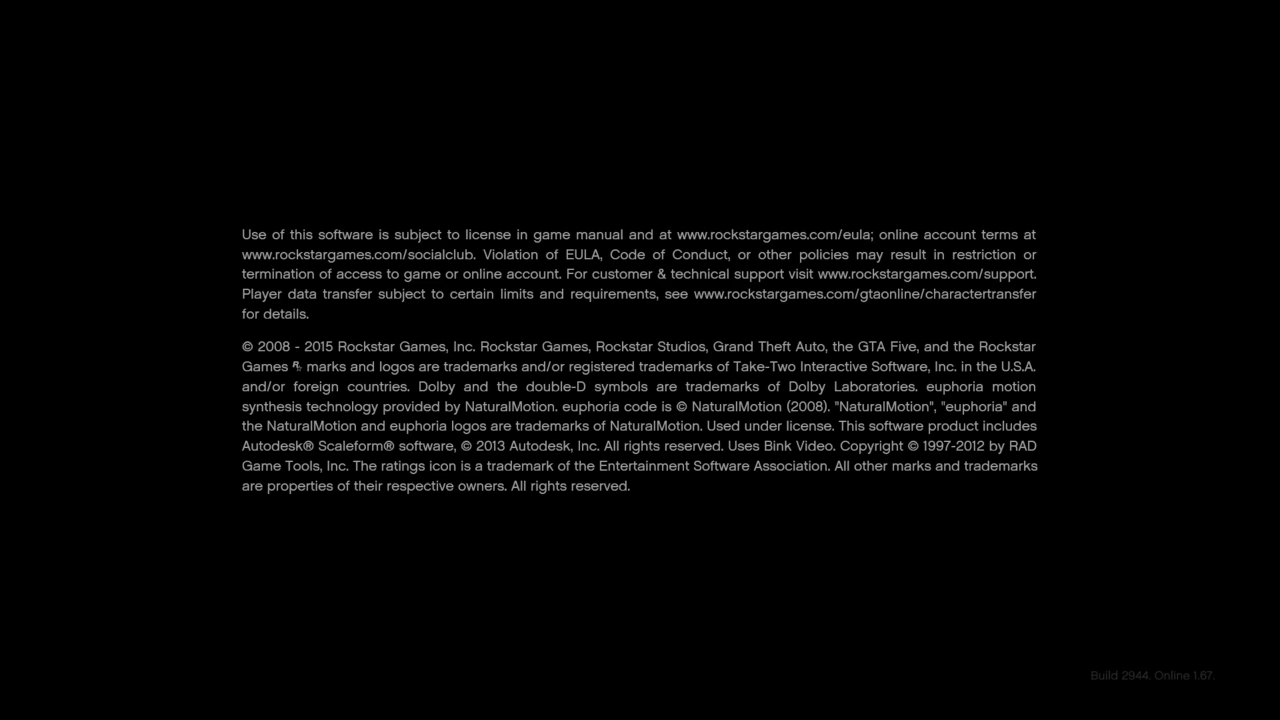 Use of this software is subject to license in game manual and at www.rockstargames.com/eula; online account terms at
www.rockstargames.com/socialclub. Violation of EULA, Code of Conduct, or other policies may result in restriction or
termination of access to game or online account. For customer & technical support visit www.rockstargames.com/support.
Player data transfer subject to certain limits and requirements, see www.rockstargames.com/gtaonline/charactertransfer
for details.
© 2008 - 2015 Rockstar Games, Inc. Rockstar Games, Rockstar Studios, Grand Theft Auto, the GTA Five, and the Rockstar
Games R* marks and logos are trademarks and/or registered trademarks of Take-Two Interactive Software, Inc. in the U.S.A.
and/or foreign countries. Dolby and the double-D symbols are trademarks of Dolby Laboratories. euphoria motion
synthesis technology provided by NaturalMotion. euphoria code is © NaturalMotion (2008). "NaturalMotion", "euphoria" and
the NaturalMotion and euphoria logos are trademarks of NaturalMotion. Used under license. This software product includes
Autodesk® Scaleform® software, © 2013 Autodesk, Inc. All rights reserved. Uses Bink Video. Copyright © 1997-2012 by RAD
Game Tools, Inc. The ratings icon is a trademark of the Entertainment Software Association. All other marks and trademarks
are properties of their respective owners. All rights reserved.
Build 2944. Online 1.67.